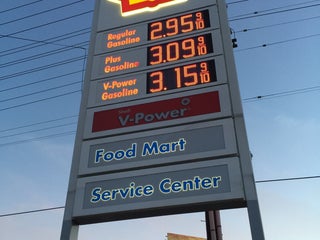 Regular
Gasoline 2.95 9/10
Plus
Gasoline 3.09 9/10
V-Power
Gasoline 3.15 9/10
Shell
V-Power
Food Mart
Service Center